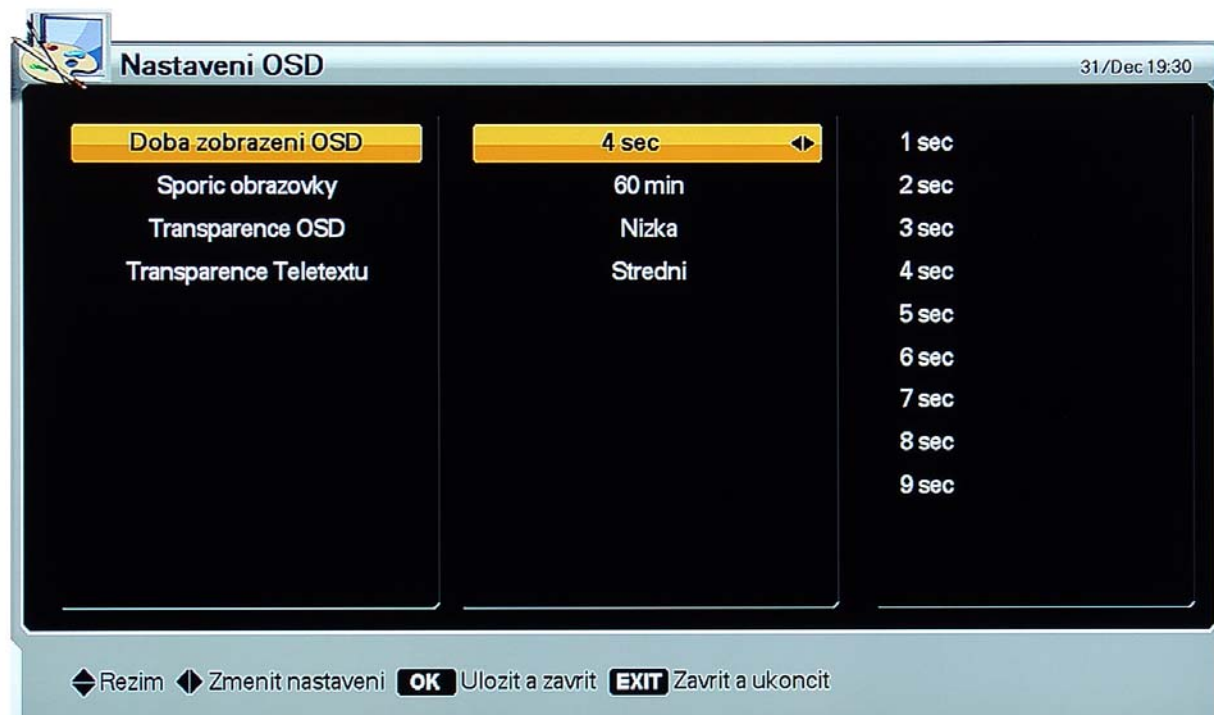 Nastaveni OSD
31/Dec 19:30
Doba zobrazeni OSD
4 sec
Sporic obrazovky
60 min
Transparence OSD
Nizka
Transparence Teletextu
Stredni
1 sec
2 sec
3 sec
4 sec
5 sec
6 sec
7 sec
8 sec
9 sec
Rezim Zmenit nastaveni OK Ulozit a zavrit EXIT Zavrit a ukoncit